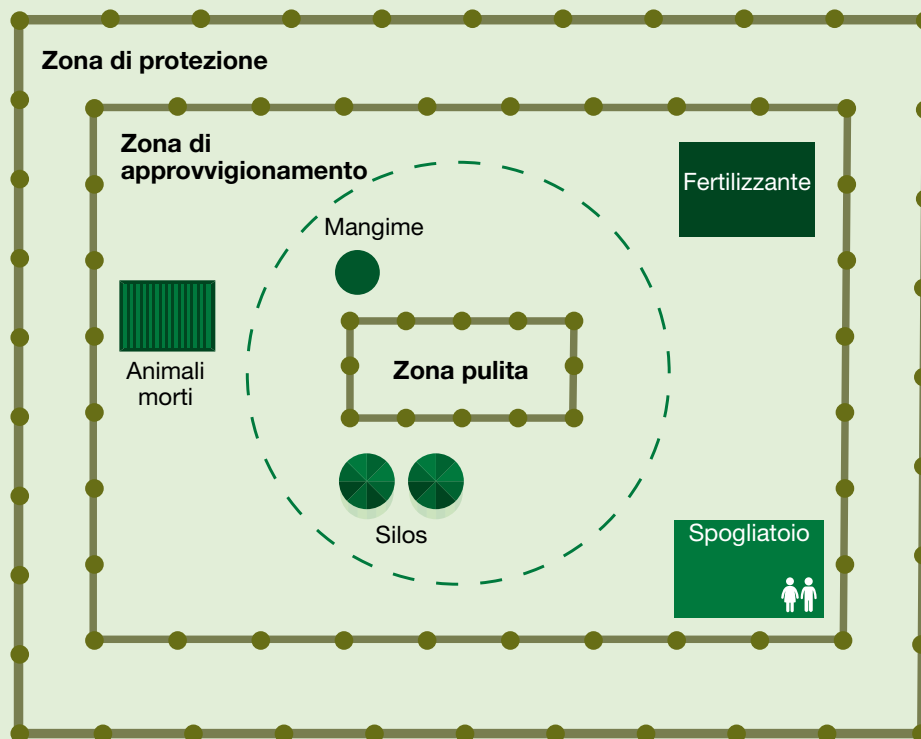 Zona di protezione
Zona di
approvvigionamento
Fertilizzante
Mangime
Zona pulita
Animali
morti
Silos
Spogliatoio